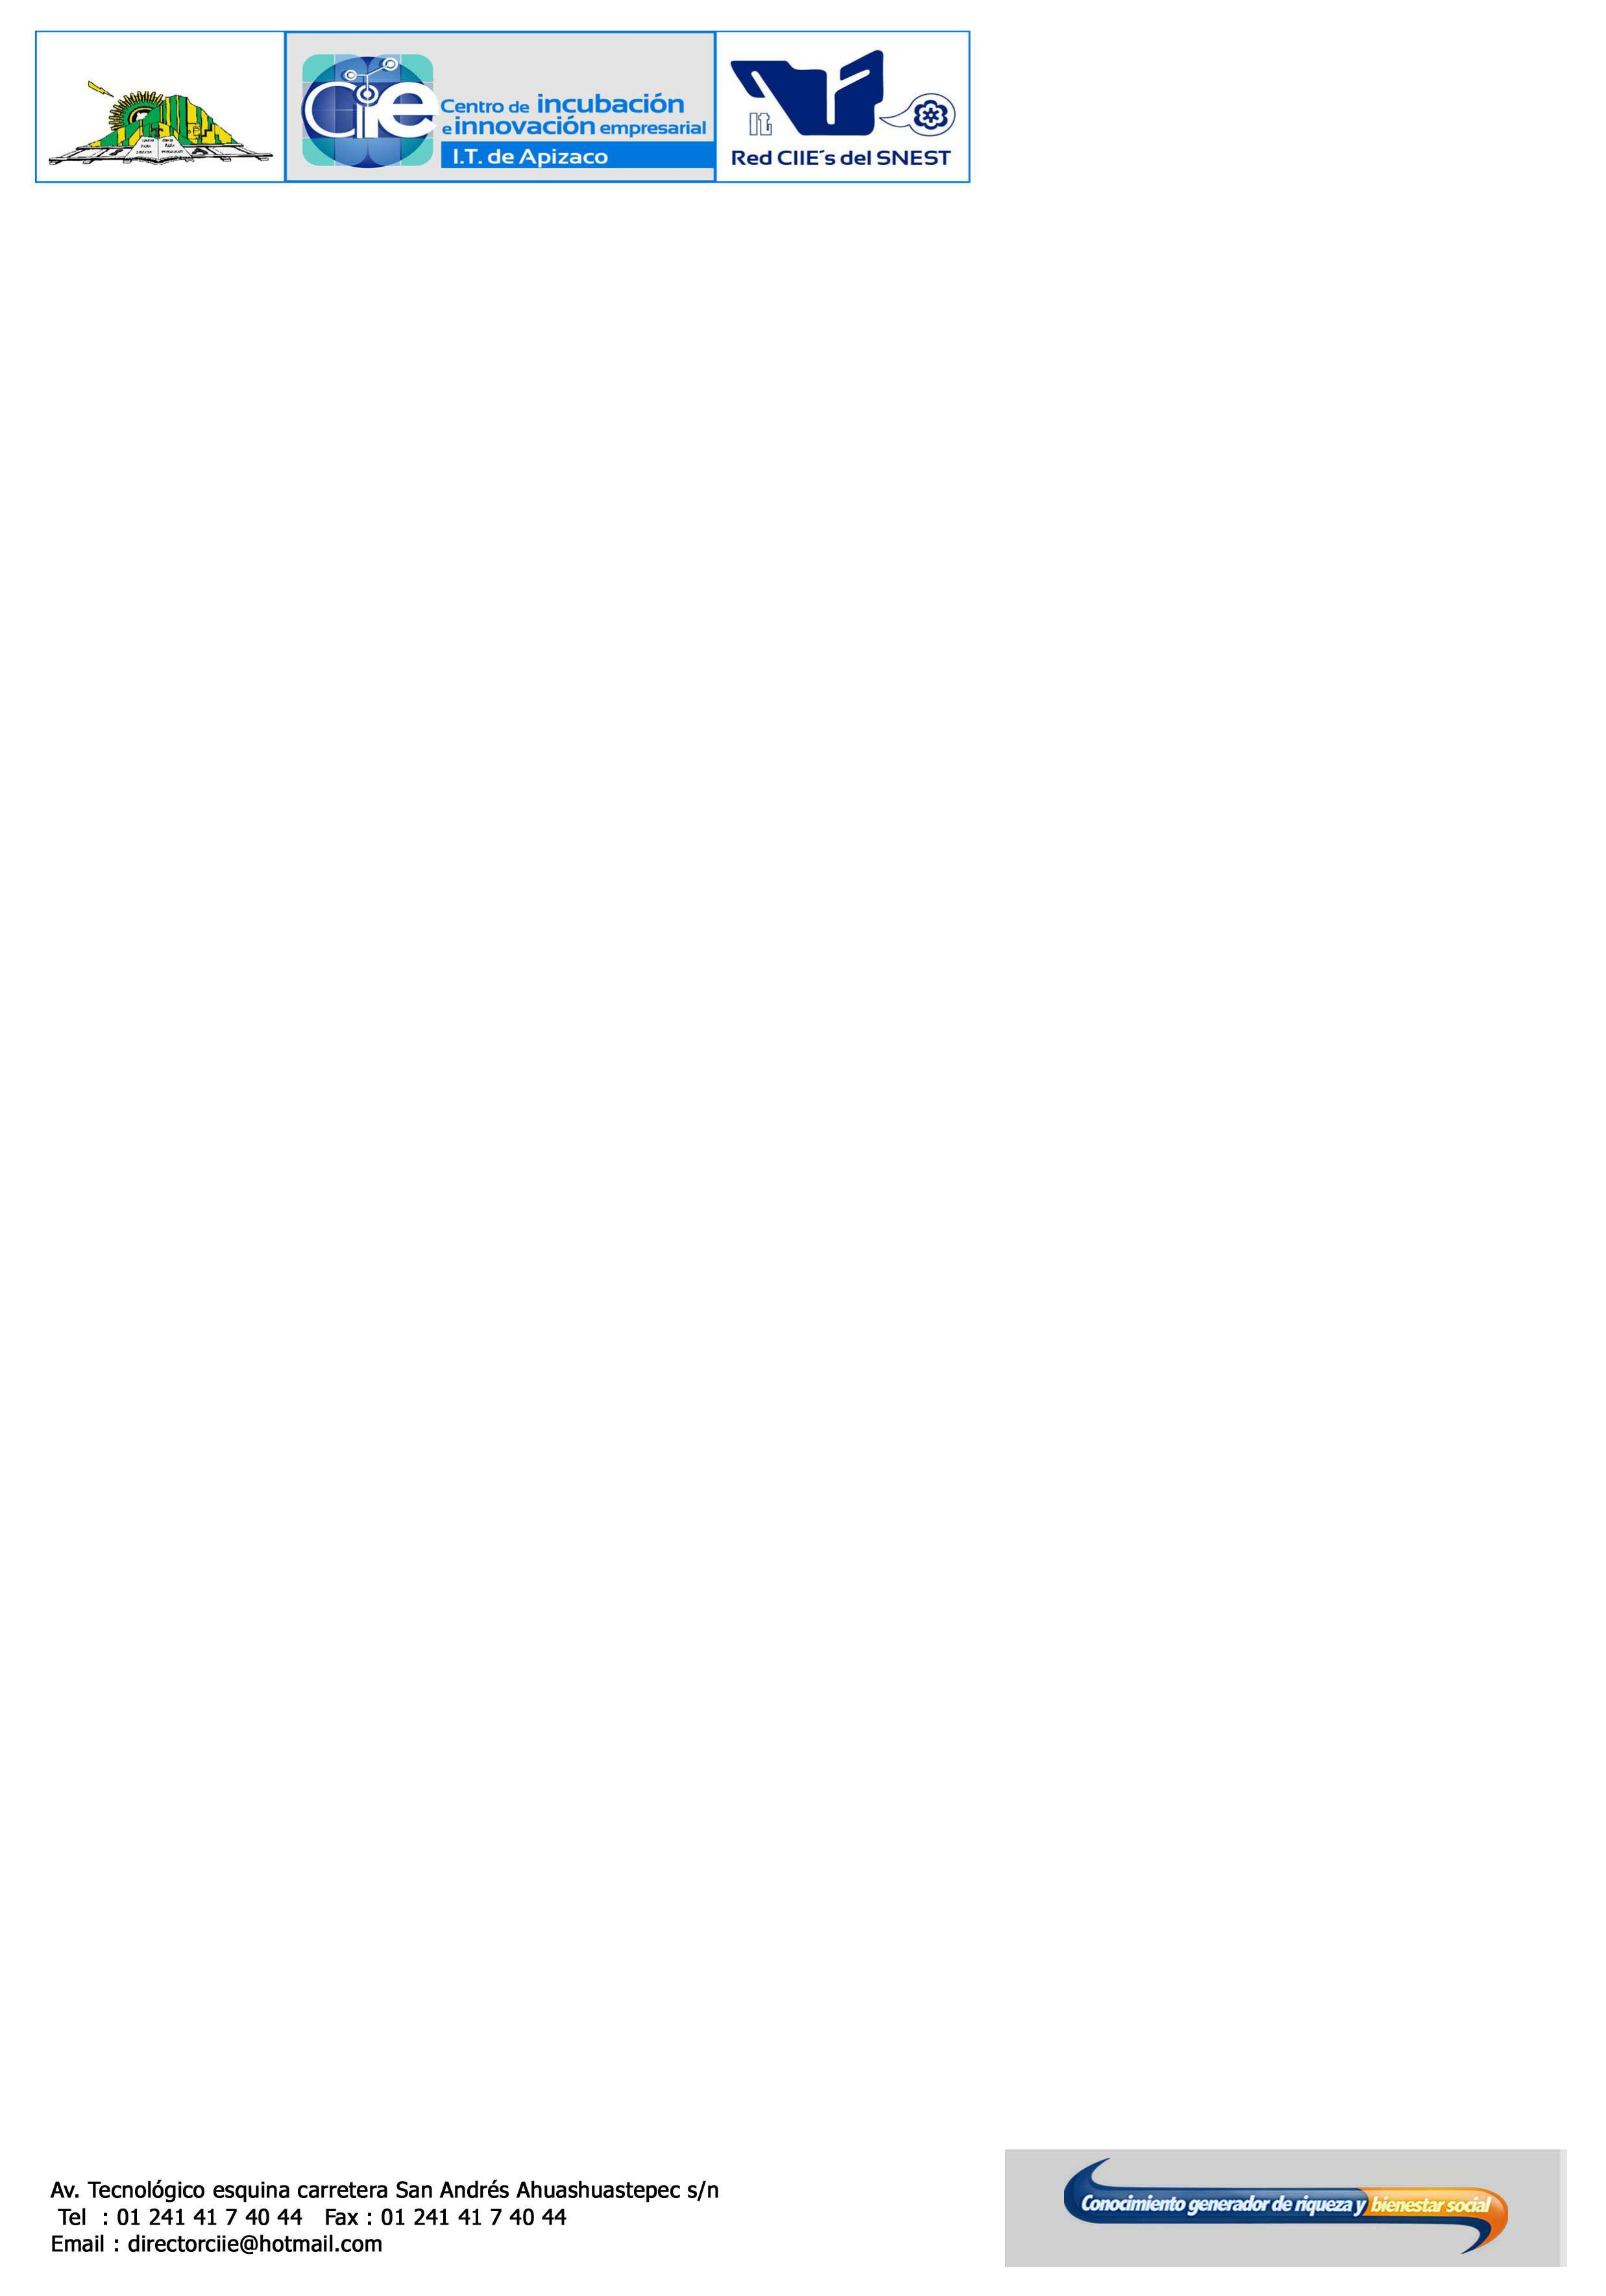 Ciie
Centro de incubación
e innovación empresarial
I.T. de Apizaco
It
Red CIIE´s del SNEST
Av. Tecnológico esquina carretera San Andrés Ahuashuastepec s/n
Tel : 01 241 41 7 40 44 Fax : 01 241 41 7 40 44
Email : directorciie@hotmail.com
Conocimiento generador de riqueza y bienestar social